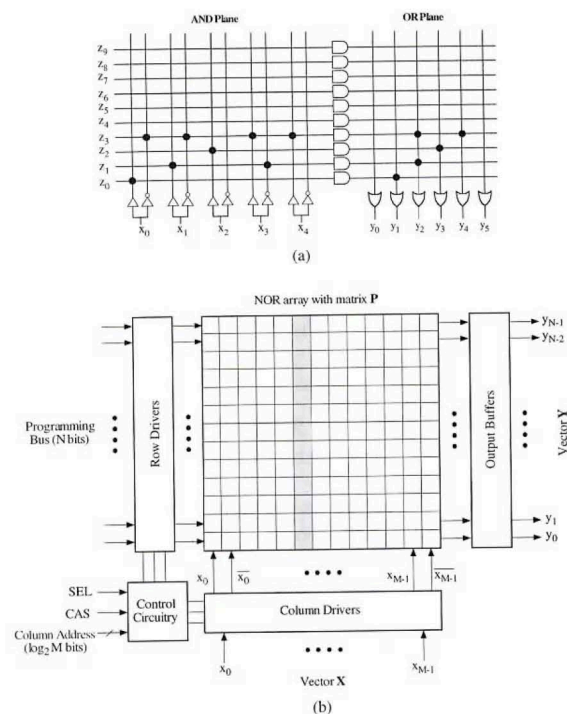 AND Plane OR Plane
z9
z8
z7
z6
z5
z4
z3
z2
z1
z0
x0 x1 x2 x3 x4 y0 y1 y2 y3 y4 y5
(a)
NOR array with matrix P
Programming
Bus (N bits)
Row Drivers
Output Buffers
yN-1
yN-2
Vector Y
y1
y0
x0 x̅0 xM-1 x̅M-1
SEL
CAS
Column Address
(log2 M bits)
Control
Circuitry
Column Drivers
x0 xM-1
Vector X
(b)